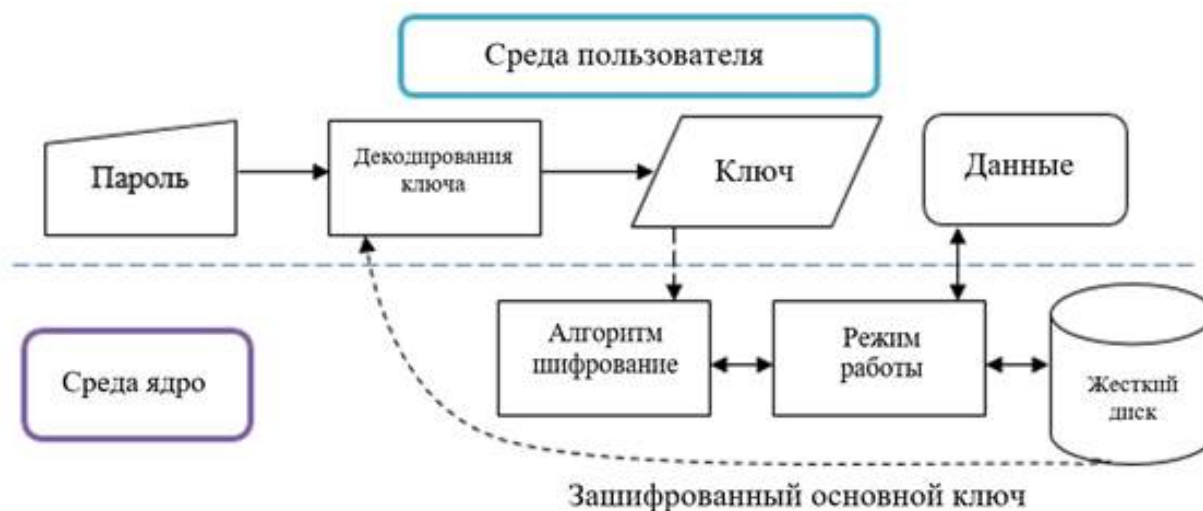 Среда пользователя
Пароль
Декодирования
ключа
Ключ
Данные
Среда ядро
Алгоритм
шифрование
Режим
работы
Жесткий
диск
Зашифрованный основной ключ